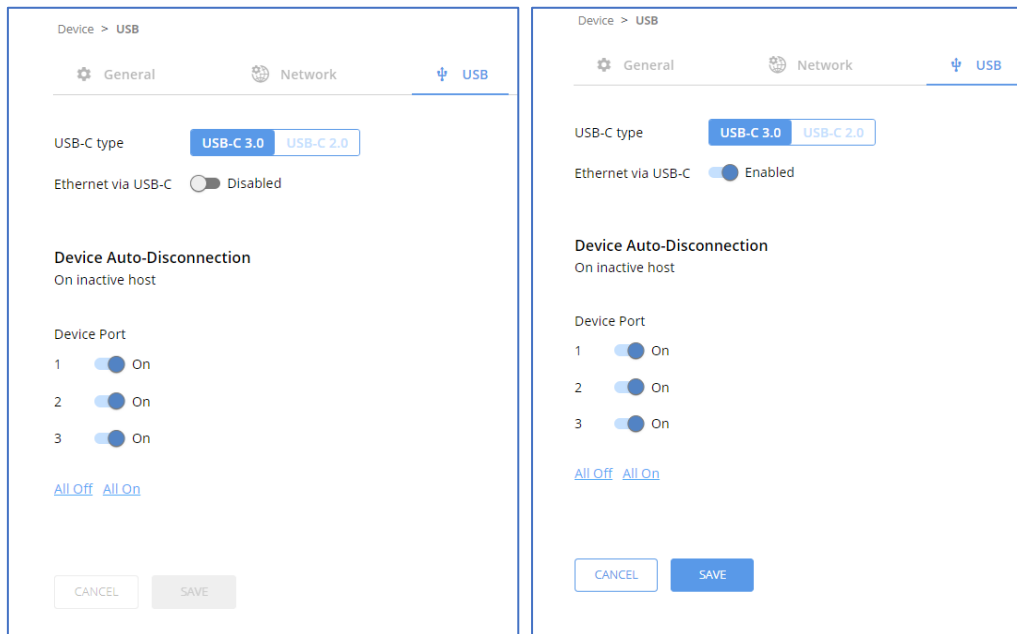 Device > USB
General Network USB
USB-C type USB-C 3.0 USB-C 2.0
Ethernet via USB-C Disabled
Device Auto-Disconnection
On inactive host
Device Port
1 On
2 On
3 On
All Off All On
CANCEL SAVE
Device > USB
General Network USB
USB-C type USB-C 3.0 USB-C 2.0
Ethernet via USB-C Enabled
Device Auto-Disconnection
On inactive host
Device Port
1 On
2 On
3 On
All Off All On
CANCEL SAVE